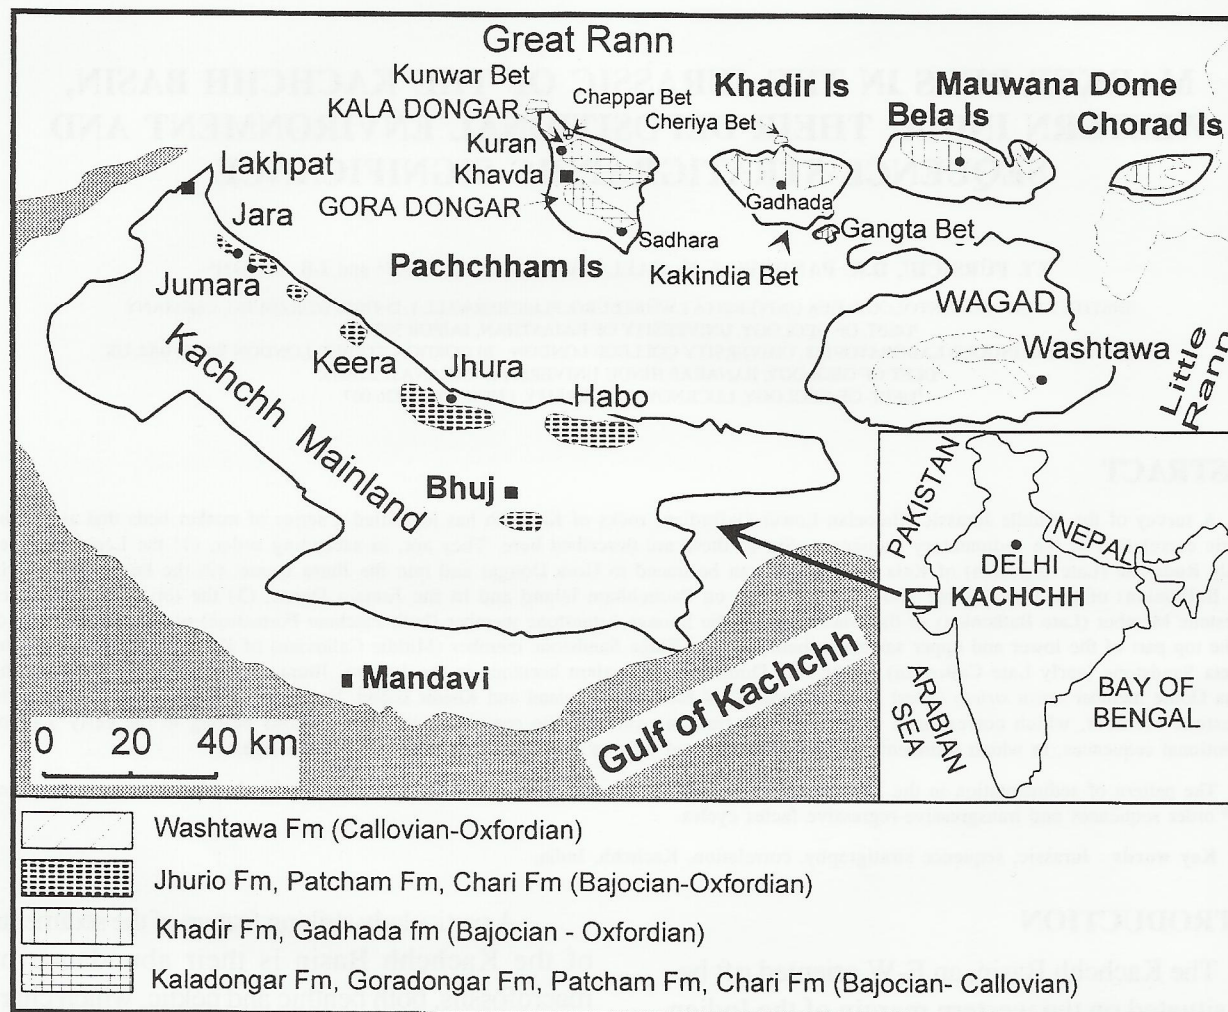 Great Rann
Kunwar Bet
KALA DONGAR
Chappar Bet
Cheriya Bet
Khadir Is
Mauwana Dome
Bela Is
Chorad Is
Kuran
Khavda
GORA DONGAR
Sadhara
Gadhada
Gangta Bet
Kakindia Bet
Pachchham Is
Lakhpat
Jara
Jumara
Keera
Jhura
Habo
WAGAD
Washtawa
Little
Rann
Kachchh Mainland
Bhuj
Mandavi
Gulf of Kachchh
0 20 40 km
PAKISTAN
NEPAL
DELHI
KACHCHH
ARABIAN
SEA
BAY OF
BENGAL
Washtawa Fm (Callovian-Oxfordian)
Jhurio Fm, Patcham Fm, Chari Fm (Bajocian-Oxfordian)
Khadir Fm, Gadhada fm (Bajocian - Oxfordian)
Kaladongar Fm, Goradongar Fm, Patcham Fm, Chari Fm (Bajocian- Callovian)